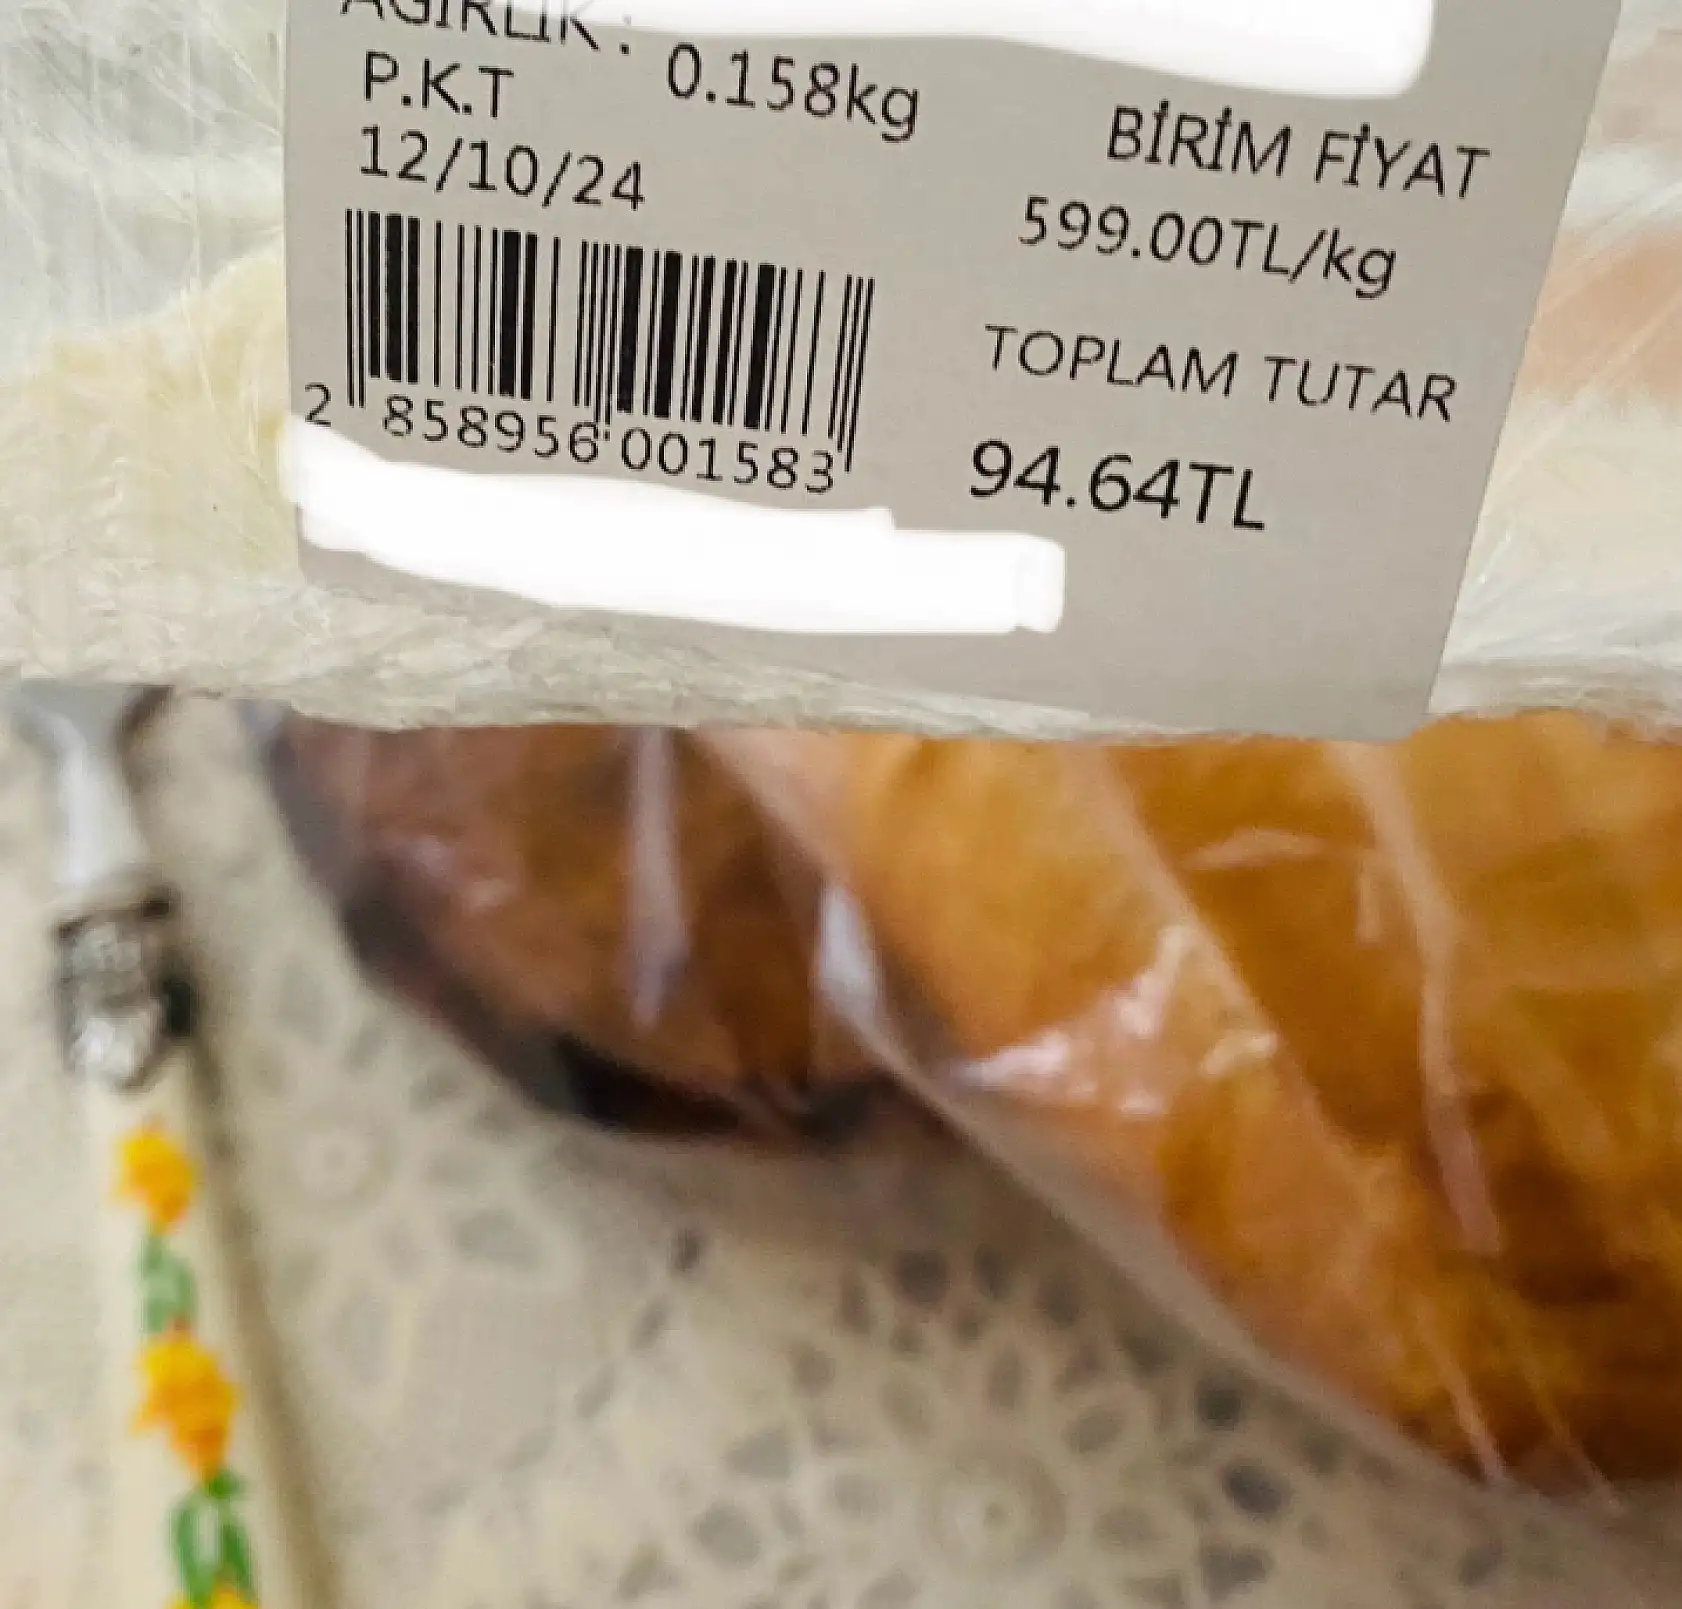 AĞIRLIK : 0.158kg
P.K.T
12/10/24
BİRİM FİYAT
599.00TL/kg
TOPLAM TUTAR
94.64TL
2 858956 001583